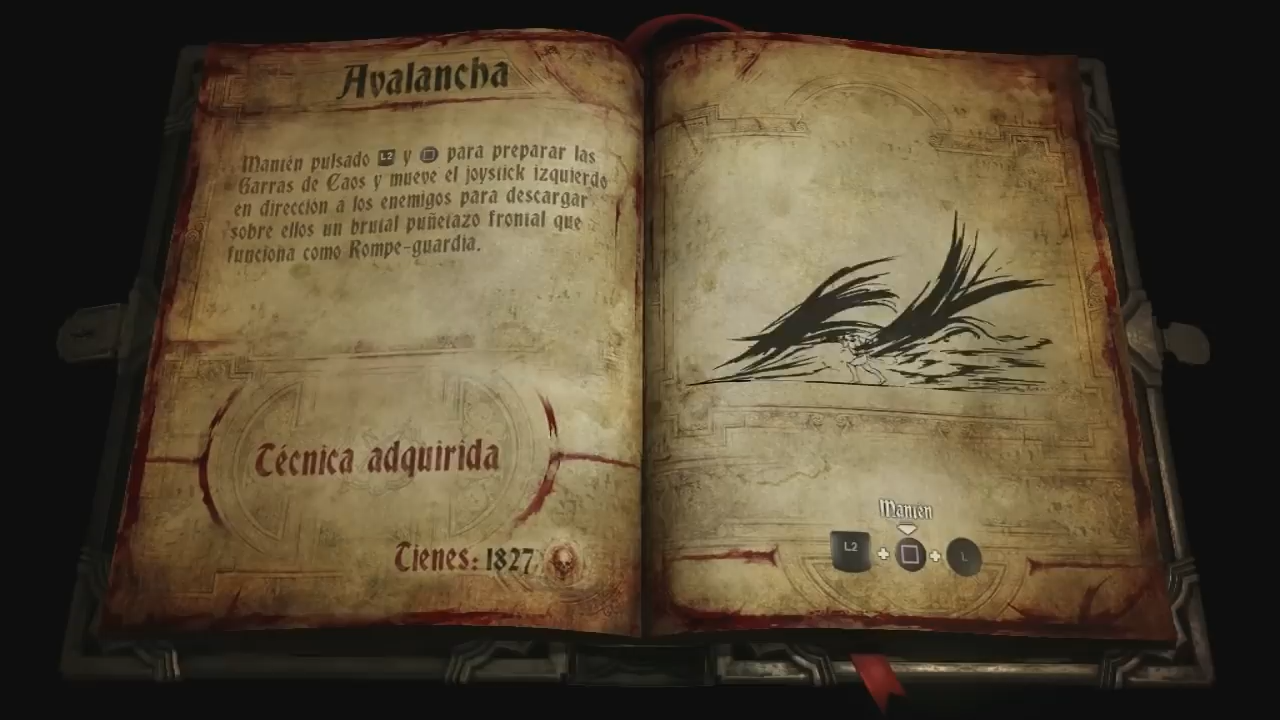 Avalancha
Mantén pulsado L2 y para preparar las
Garras de Caos y mueve el joystick izquierdo
en dirección a los enemigos para descargar
sobre ellos un brutal puñetazo frontal que
funciona como Rompe-guardia.
Técnica adquirida
Tienes: 1827
Mantén
L2 + + L